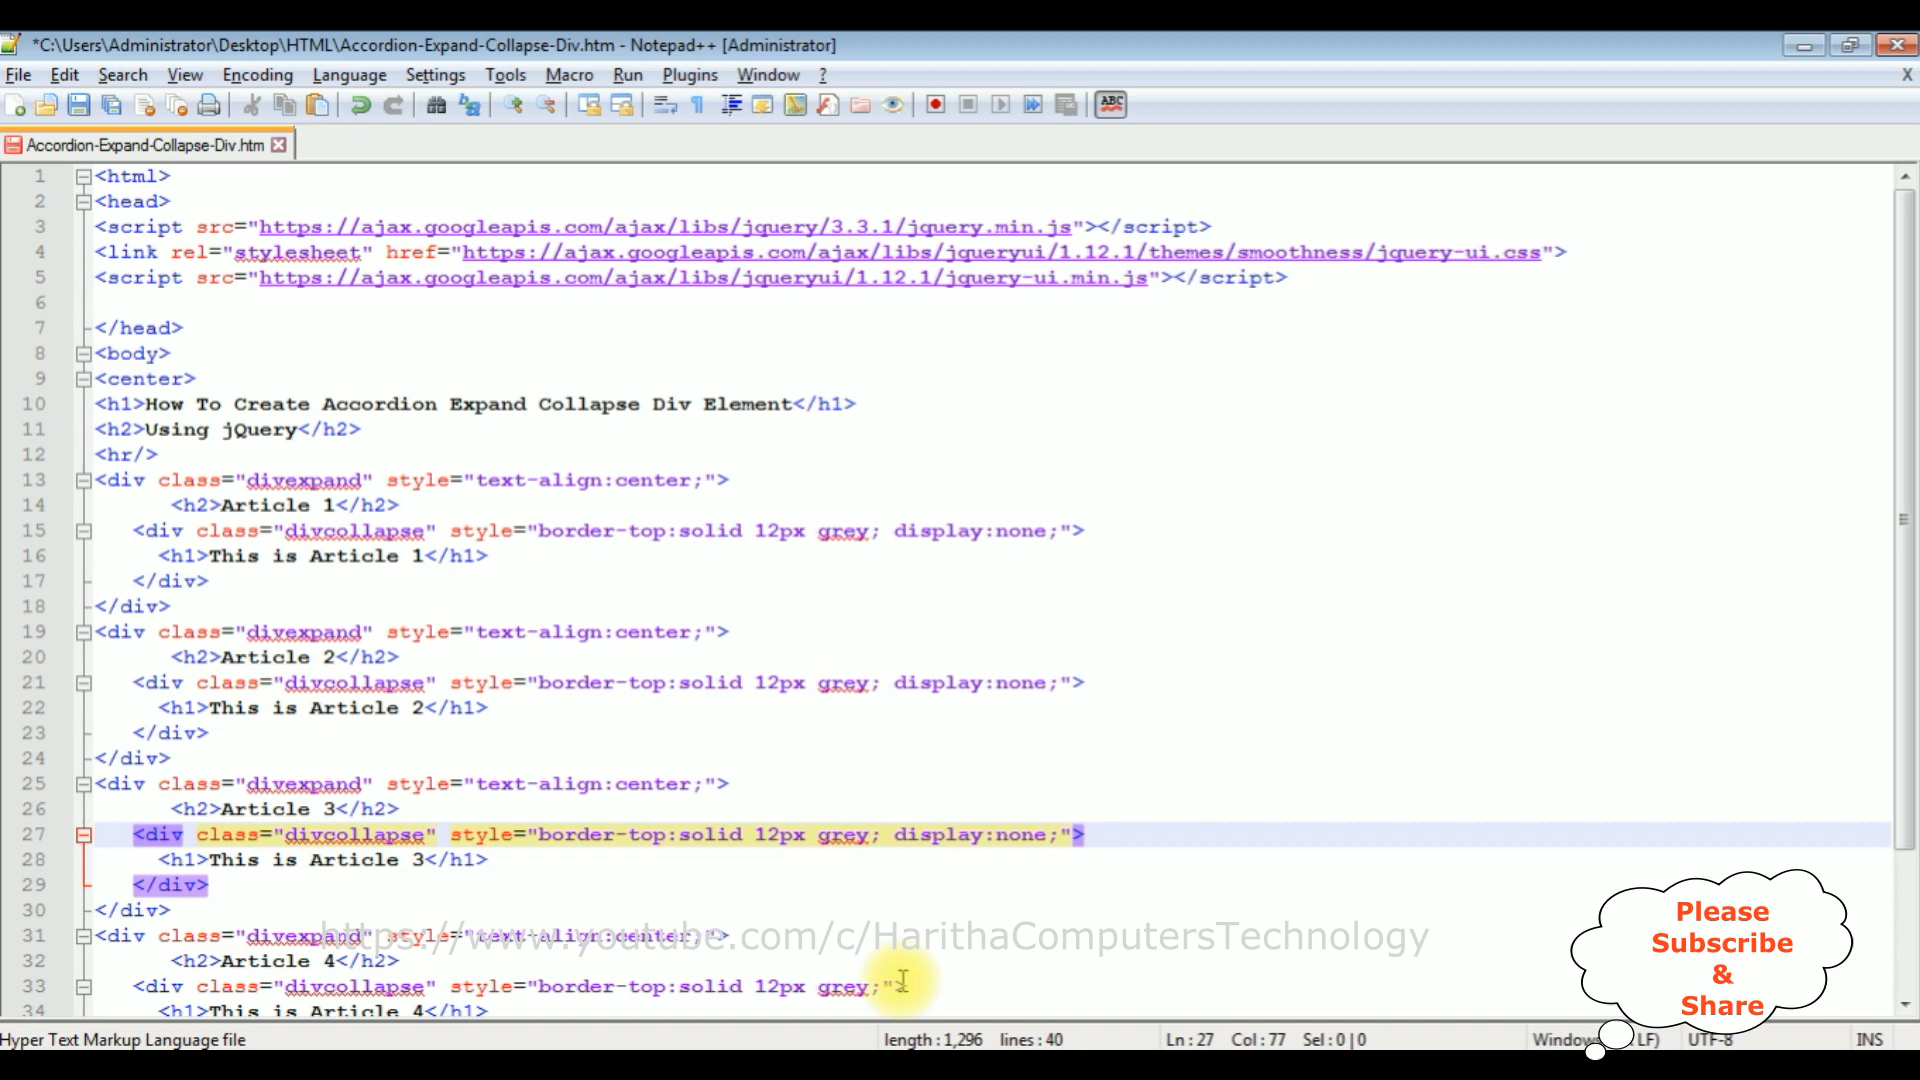 *C:\Users\Administrator\Desktop\HTML\Accordion-Expand-Collapse-Div.htm - Notepad++ [Administrator]
File Edit Search View Encoding Language Settings Tools Macro Run Plugins Window ? X
ABC
Accordion-Expand-Collapse-Div.htm
1 <html>
2 <head>
3 <script src="https://ajax.googleapis.com/ajax/libs/jquery/3.3.1/jquery.min.js"></script>
4 <link rel="stylesheet" href="https://ajax.googleapis.com/ajax/libs/jqueryui/1.12.1/themes/smoothness/jquery-ui.css">
5 <script src="https://ajax.googleapis.com/ajax/libs/jqueryui/1.12.1/jquery-ui.min.js"></script>
6
7 </head>
8 <body>
9 <center>
10 <h1>How To Create Accordion Expand Collapse Div Element</h1>
11 <h2>Using jQuery</h2>
12 <hr/>
13 <div class="divexpand" style="text-align:center;">
14 <h2>Article 1</h2>
15 <div class="divcollapse" style="border-top:solid 12px grey; display:none;">
16 <h1>This is Article 1</h1>
17 </div>
18 </div>
19 <div class="divexpand" style="text-align:center;">
20 <h2>Article 2</h2>
21 <div class="divcollapse" style="border-top:solid 12px grey; display:none;">
22 <h1>This is Article 2</h1>
23 </div>
24 </div>
25 <div class="divexpand" style="text-align:center;">
26 <h2>Article 3</h2>
27 <div class="divcollapse" style="border-top:solid 12px grey; display:none;">
28 <h1>This is Article 3</h1>
29 </div>
30 </div>
31 <div class="divexpand" style="text-align:center;">
https://www.youtube.com/c/HarithaComputersTechnology
32 <h2>Article 4</h2>
33 <div class="divcollapse" style="border-top:solid 12px grey;">
34 <h1>This is Article 4</h1>
Please
Subscribe
&
Share
Hyper Text Markup Language file length : 1,296 lines : 40 Ln : 27 Col : 77 Sel : 0 | 0 Windows LF) UTF-8 INS